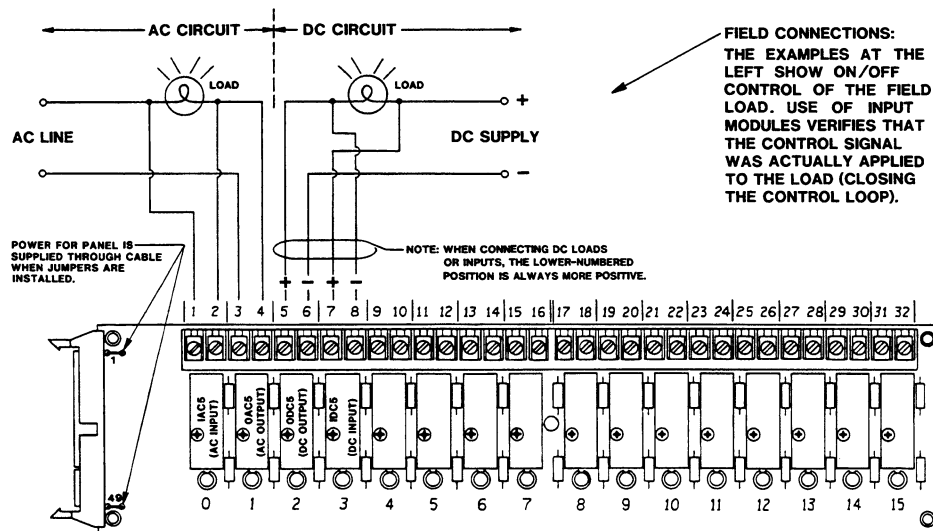 AC CIRCUIT DC CIRCUIT
LOAD LOAD
AC LINE
DC SUPPLY
+
-
FIELD CONNECTIONS:
THE EXAMPLES AT THE
LEFT SHOW ON/OFF
CONTROL OF THE FIELD
LOAD. USE OF INPUT
MODULES VERIFIES THAT
THE CONTROL SIGNAL
WAS ACTUALLY APPLIED
TO THE LOAD (CLOSING
THE CONTROL LOOP).
POWER FOR PANEL IS
SUPPLIED THROUGH CABLE
WHEN JUMPERS ARE
INSTALLED.
NOTE: WHEN CONNECTING DC LOADS
OR INPUTS, THE LOWER-NUMBERED
POSITION IS ALWAYS MORE POSITIVE.
+ - + -
1 2 3 4 5 6 7 8 9 10 11 12 13 14 15 16 17 18 19 20 21 22 23 24 25 26 27 28 29 30 31 32
1
49
IAC5
(AC INPUT)
OAC5
(AC OUTPUT)
ODC5
(DC OUTPUT)
IDC5
(DC INPUT)
0 1 2 3 4 5 6 7 8 9 10 11 12 13 14 15